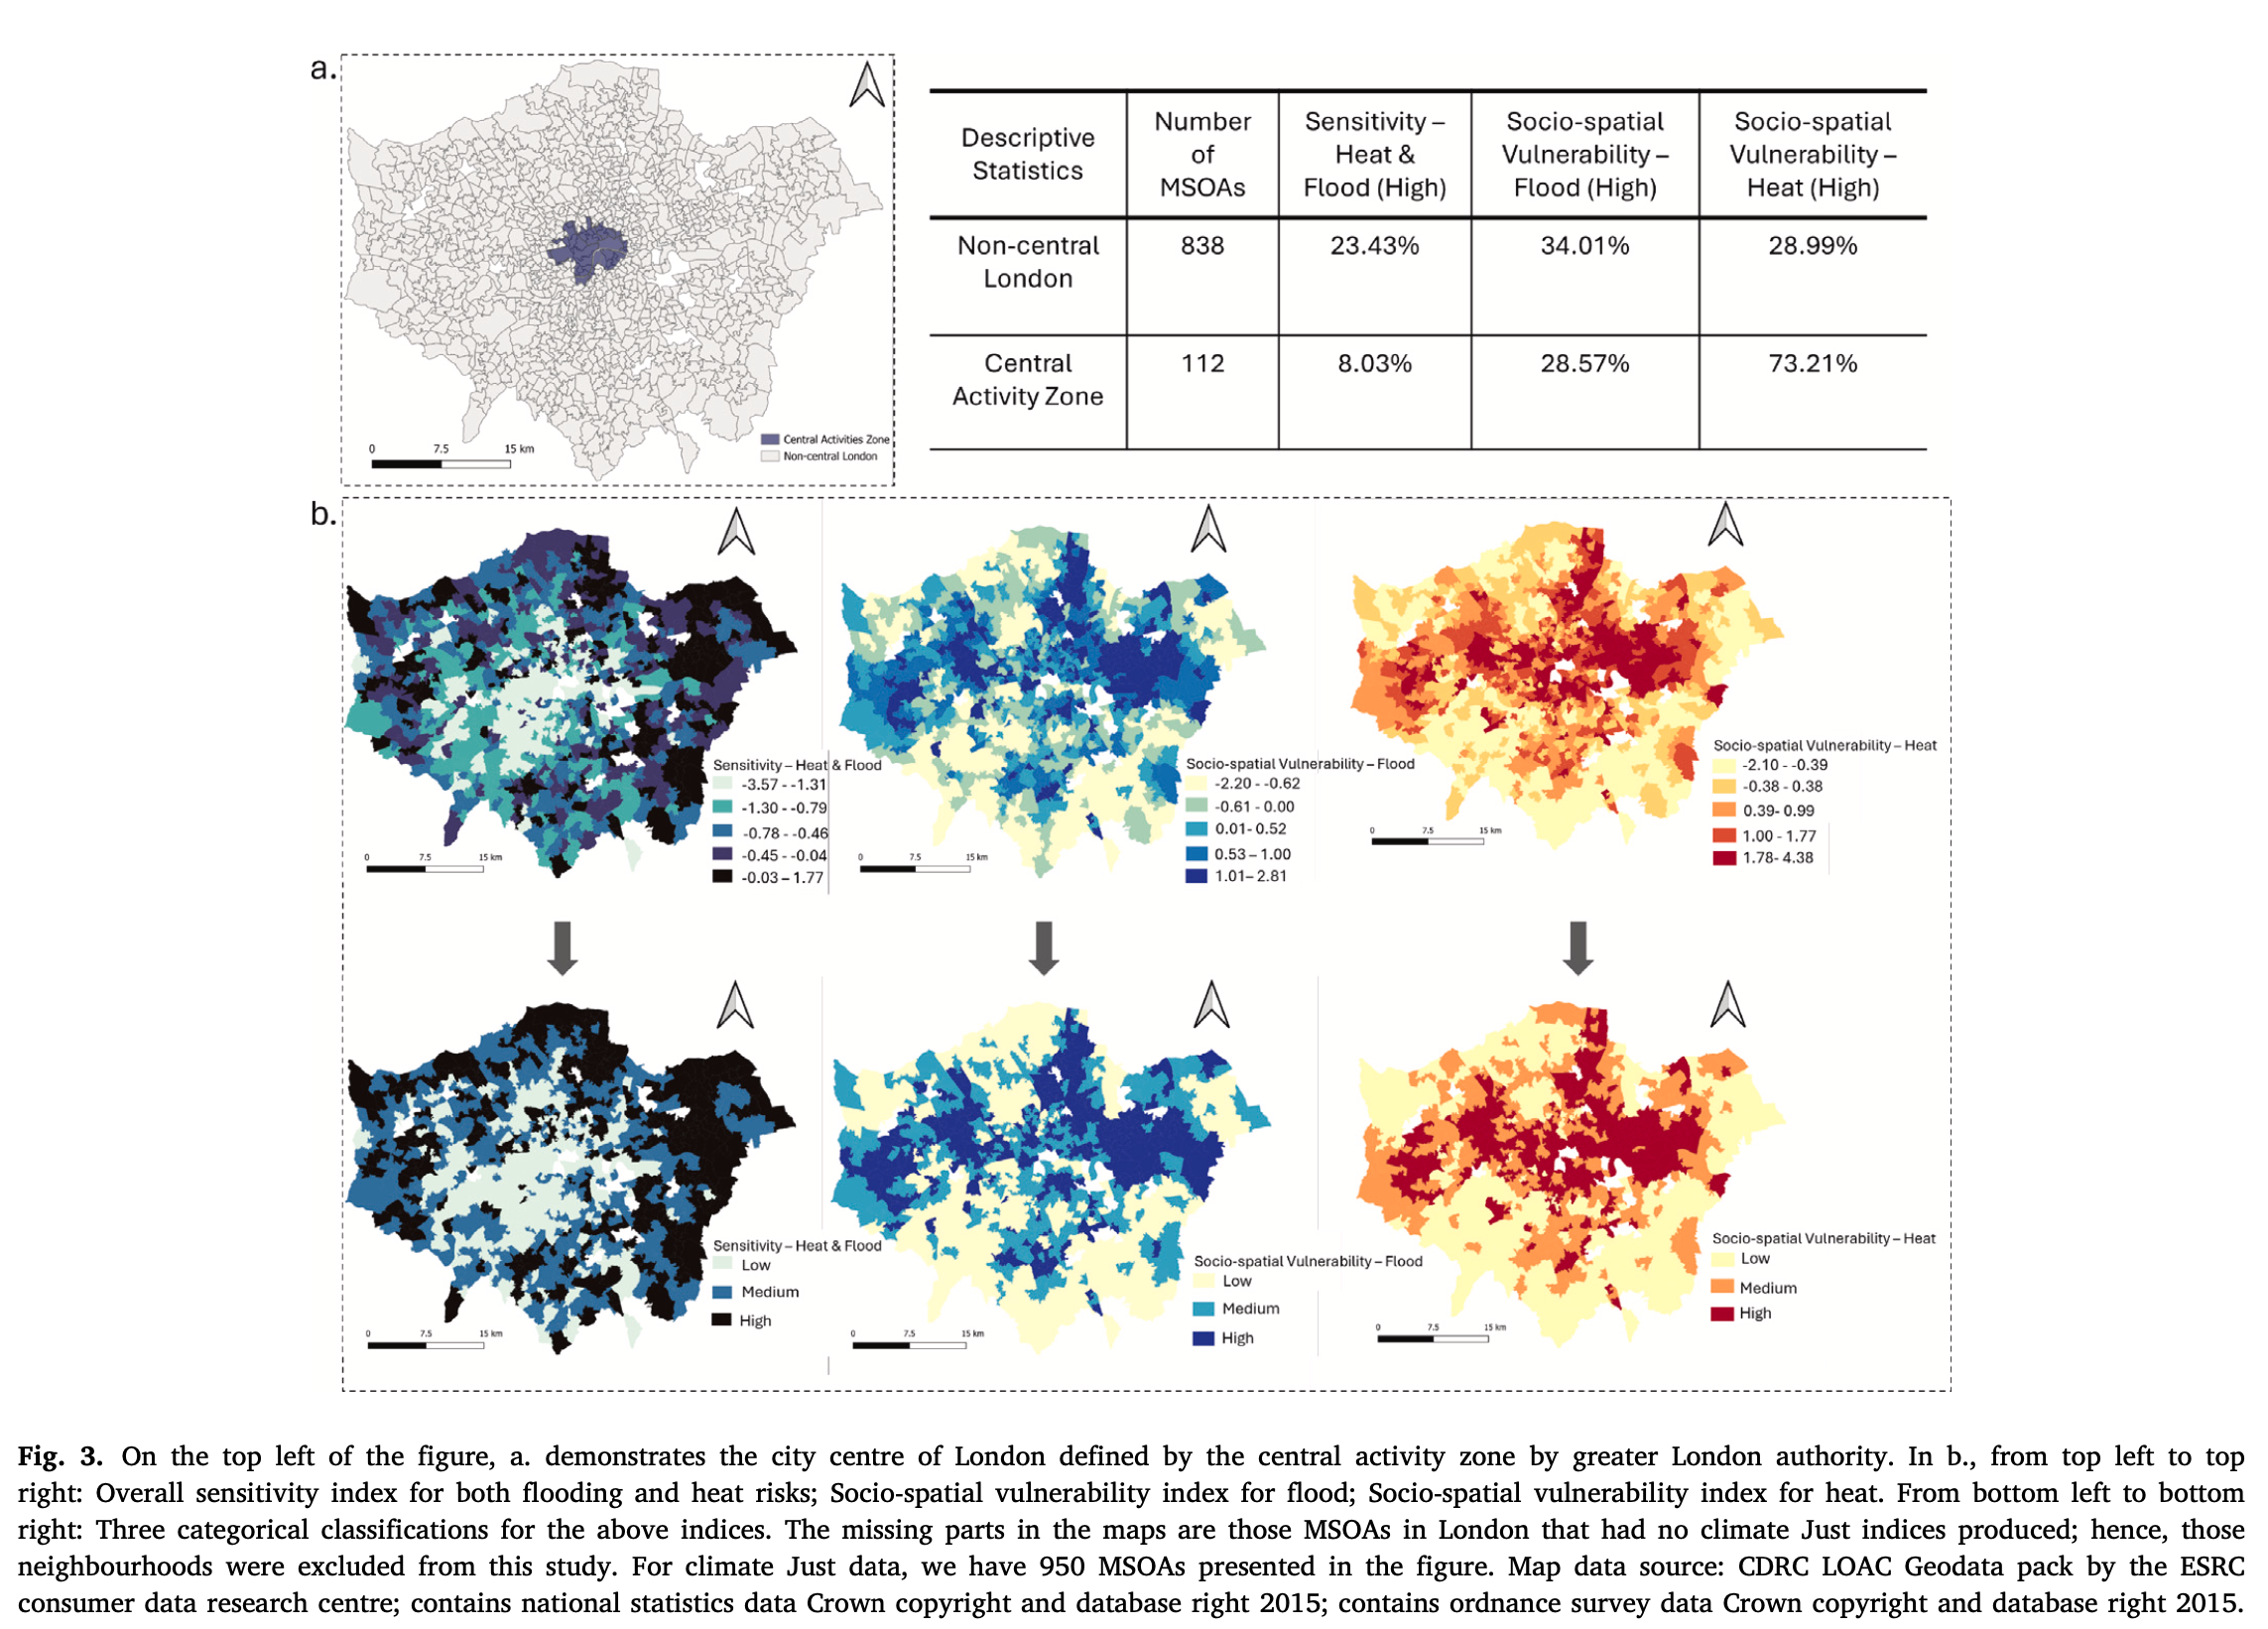 a.
0 7.5 15 km
Central Activities Zone
Non-central London
Descriptive
Statistics
Number
of
MSOAs
Sensitivity –
Heat &
Flood (High)
Socio-spatial
Vulnerability –
Flood (High)
Socio-spatial
Vulnerability –
Heat (High)
Non-central
London
838
23.43%
34.01%
28.99%
Central
Activity Zone
112
8.03%
28.57%
73.21%
b.
Sensitivity – Heat & Flood
-3.57 - -1.31
-1.30 - -0.79
-0.78 - -0.46
-0.45 - -0.04
-0.03 – 1.77
0 7.5 15 km
Socio-spatial Vulnerability – Flood
-2.20 - -0.62
-0.61 - 0.00
0.01- 0.52
0.53 – 1.00
1.01– 2.81
0 7.5 15 km
Socio-spatial Vulnerability – Heat
-2.10 - -0.39
-0.38 - 0.38
0.39- 0.99
1.00 - 1.77
1.78- 4.38
0 7.5 15 km
Sensitivity – Heat & Flood
Low
Medium
High
0 7.5 15 km
Socio-spatial Vulnerability – Flood
Low
Medium
High
0 7.5 15 km
Socio-spatial Vulnerability – Heat
Low
Medium
High
0 7.5 15 km
Fig. 3. On the top left of the figure, a. demonstrates the city centre of London defined by the central activity zone by greater London authority. In b., from top left to top
right: Overall sensitivity index for both flooding and heat risks; Socio-spatial vulnerability index for flood; Socio-spatial vulnerability index for heat. From bottom left to bottom
right: Three categorical classifications for the above indices. The missing parts in the maps are those MSOAs in London that had no climate Just indices produced; hence, those
neighbourhoods were excluded from this study. For climate Just data, we have 950 MSOAs presented in the figure. Map data source: CDRC LOAC Geodata pack by the ESRC
consumer data research centre; contains national statistics data Crown copyright and database right 2015; contains ordnance survey data Crown copyright and database right 2015.